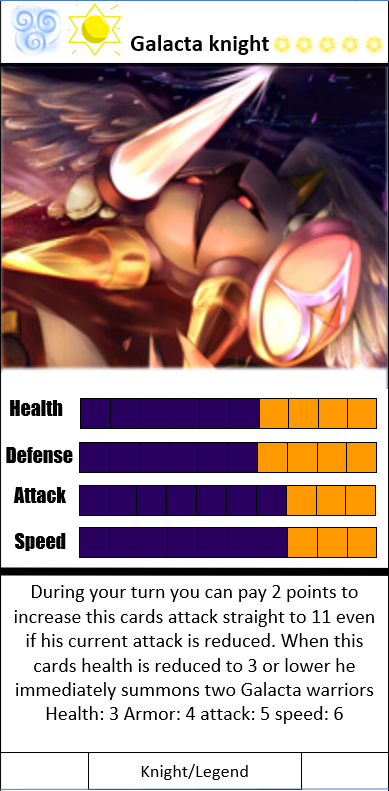 Galacta knight
Health
Defense
Attack
Speed
During your turn you can pay 2 points to
increase this cards attack straight to 11 even
if his current attack is reduced. When this
cards health is reduced to 3 or lower he
immediately summons two Galacta warriors
Health: 3 Armor: 4 attack: 5 speed: 6
Knight/Legend